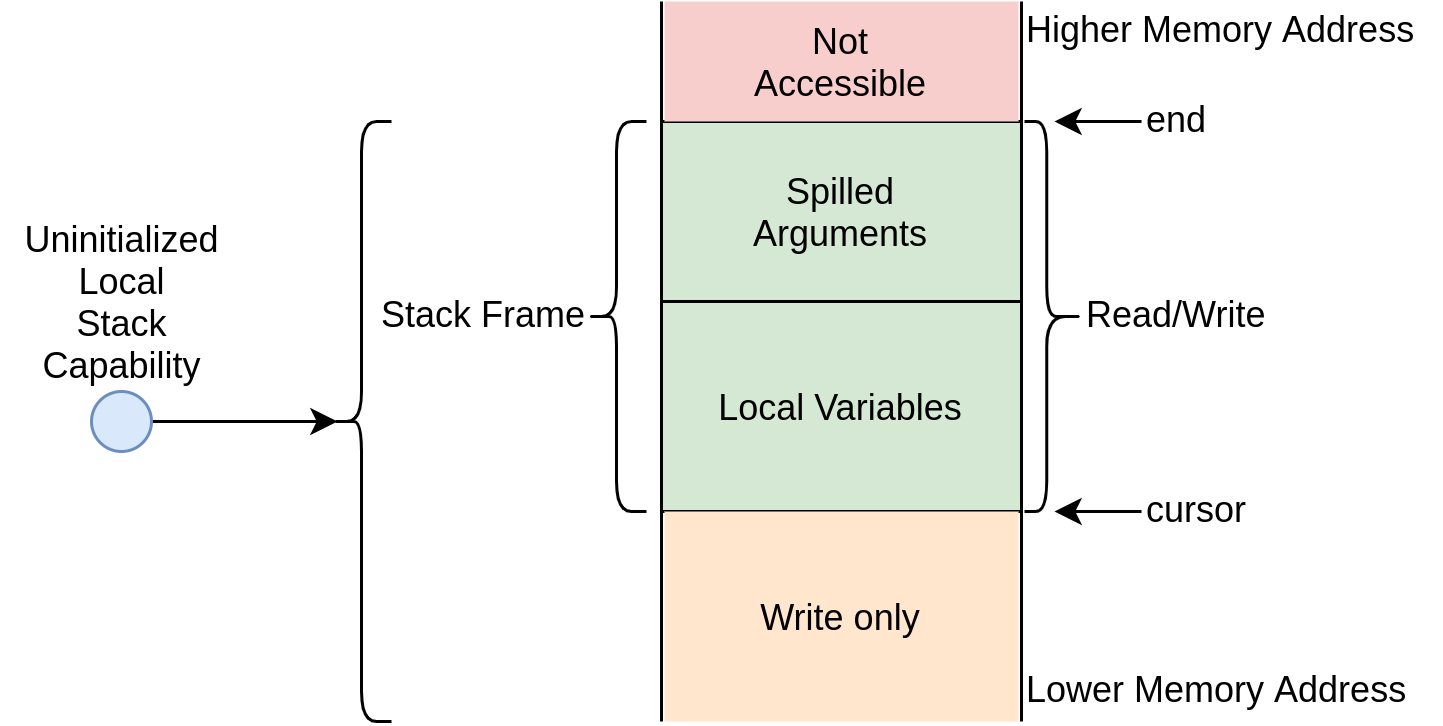 Not
Accessible
Higher Memory Address
end
Spilled
Arguments
Uninitialized
Local
Stack
Capability
Stack Frame
Read/Write
Local Variables
cursor
Write only
Lower Memory Address